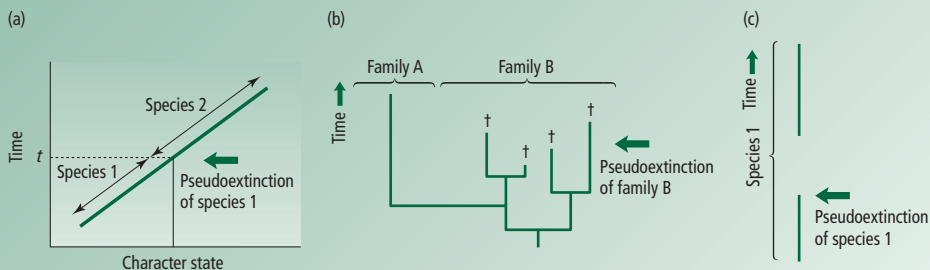 (a)
Time
t
Species 1
Species 2
Pseudoextinction
of species 1
Character state
(b)
Time
Family A
Family B
†
†
†
†
Pseudoextinction
of family B
(c)
Time
Species 1
Pseudoextinction
of species 1